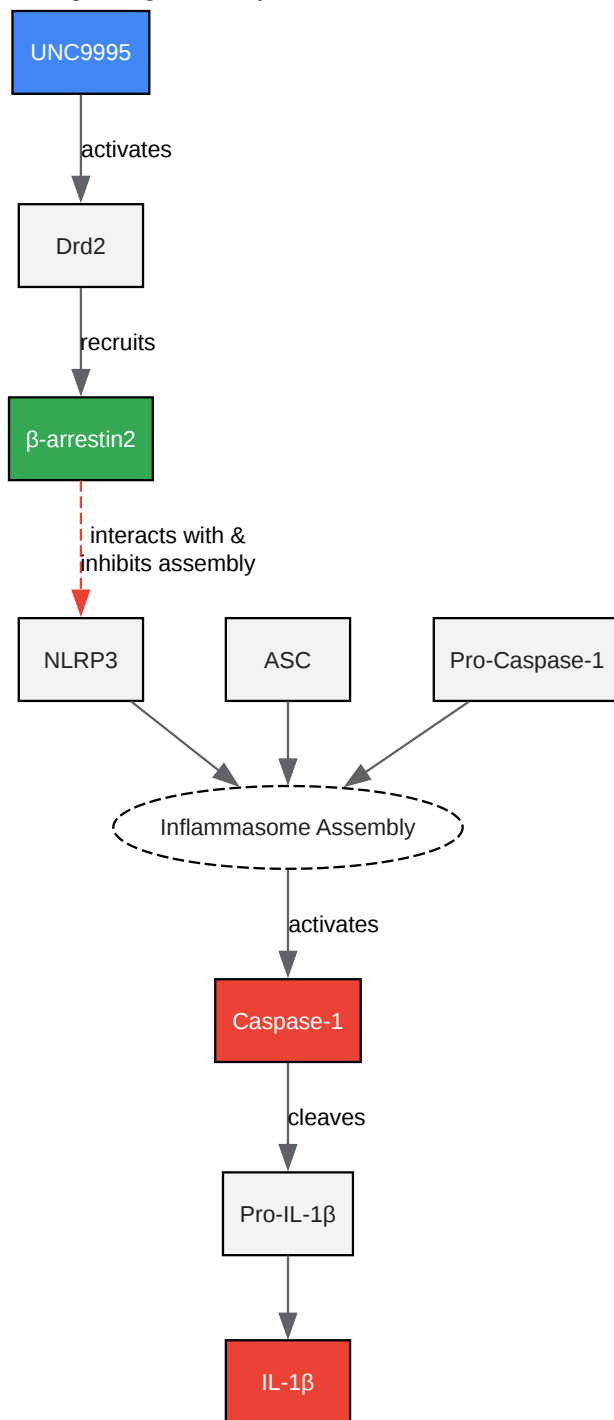 UNC9995
activates
Drd2
recruits
β-arrestin2
interacts with &
inhibits assembly
NLRP3
ASC
Pro-Caspase-1
Inflammasome Assembly
activates
Caspase-1
cleaves
Pro-IL-1β
IL-1β